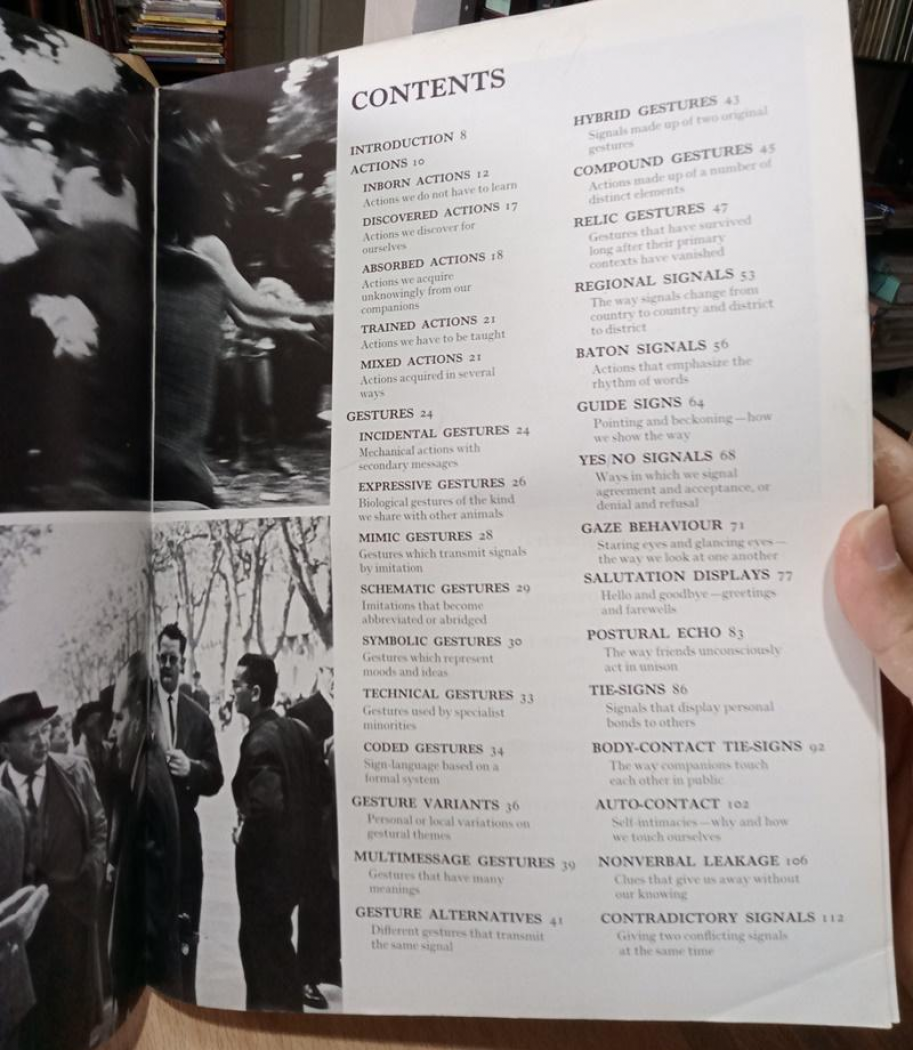 CONTENTS
INTRODUCTION 8
ACTIONS 10
INBORN ACTIONS 12
Actions we do not have to learn
DISCOVERED ACTIONS 17
Actions we discover for
ourselves
ABSORBED ACTIONS 18
Actions we acquire
unknowingly from our
companions
TRAINED ACTIONS 21
Actions we have to be taught
MIXED ACTIONS 21
Actions acquired in several
ways
GESTURES 24
INCIDENTAL GESTURES 24
Mechanical actions with
secondary messages
EXPRESSIVE GESTURES 26
Biological gestures of the kind
we share with other animals
MIMIC GESTURES 28
Gestures which transmit signals
by imitation
SCHEMATIC GESTURES 29
Imitations that become
abbreviated or abridged
SYMBOLIC GESTURES 30
Gestures which represent
moods and ideas
TECHNICAL GESTURES 33
Gestures used by specialist
minorities
CODED GESTURES 34
Sign-language based on a
formal system
GESTURE VARIANTS 36
Personal or local variations on
gestural themes
MULTIMESSAGE GESTURES 39
Gestures that have many
meanings
GESTURE ALTERNATIVES 41
Different gestures that transmit
the same signal
HYBRID GESTURES 43
Signals made up of two original
gestures
COMPOUND GESTURES 45
Actions made up of a number of
distinct elements
RELIC GESTURES 47
Gestures that have survived
long after their primary
contexts have vanished
REGIONAL SIGNALS 53
The way signals change from
country to country and district
to district
BATON SIGNALS 56
Actions that emphasize the
rhythm of words
GUIDE SIGNS 64
Pointing and beckoning—how
we show the way
YES/NO SIGNALS 68
Ways in which we signal
agreement and acceptance, or
denial and refusal
GAZE BEHAVIOUR 71
Staring eyes and glancing eyes—
the way we look at one another
SALUTATION DISPLAYS 77
Hello and goodbye—greetings
and farewells
POSTURAL ECHO 83
The way friends unconsciously
act in unison
TIE-SIGNS 86
Signals that display personal
bonds to others
BODY-CONTACT TIE-SIGNS 92
The way companions touch
each other in public
AUTO-CONTACT 102
Self-intimacies—why and how
we touch ourselves
NONVERBAL LEAKAGE 106
Clues that give us away without
our knowing
CONTRADICTORY SIGNALS 112
Giving two conflicting signals
at the same time